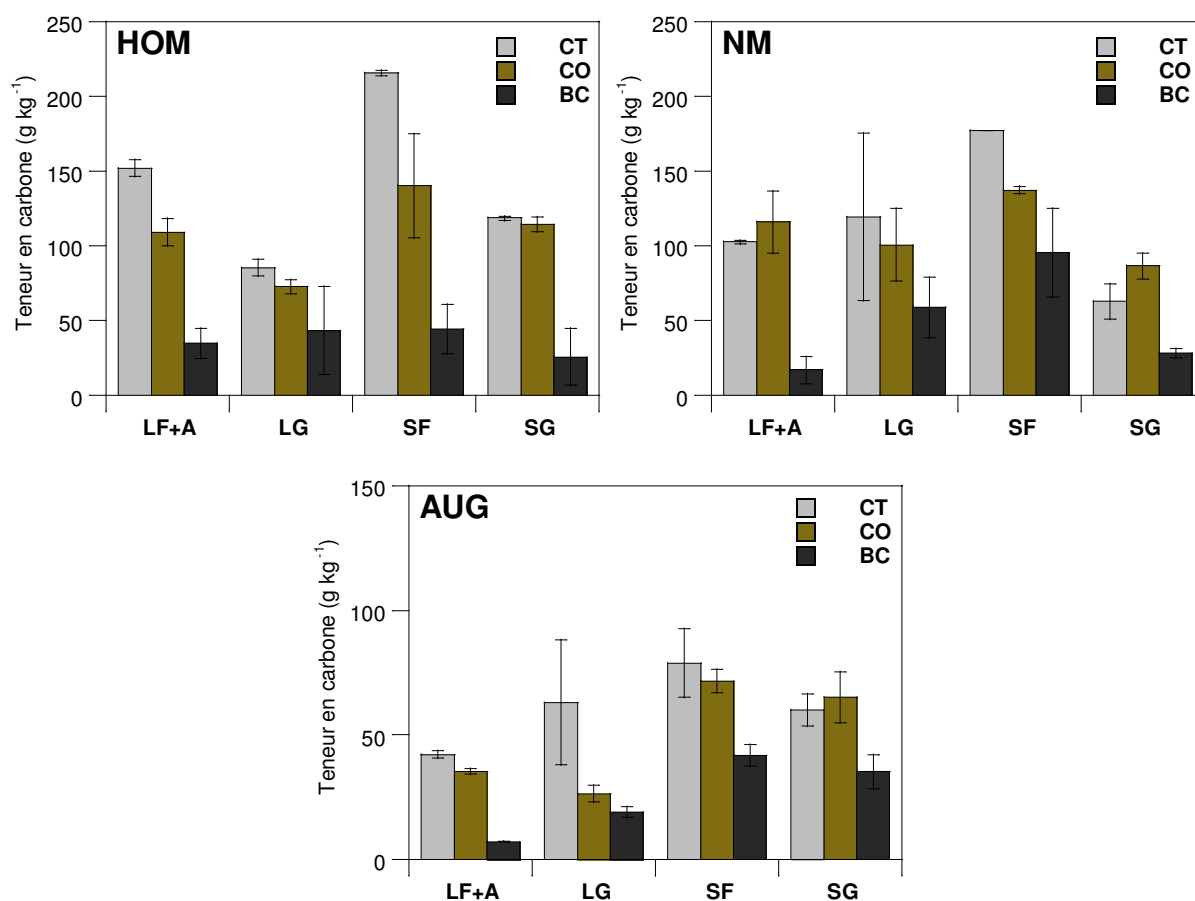 HOM
CT
CO
BC
Teneur en carbone (g kg-1)
250
200
150
100
50
0
LF+A LG SF SG
NM
CT
CO
BC
Teneur en carbone (g kg-1)
250
200
150
100
50
0
LF+A LG SF SG
AUG
CT
CO
BC
Teneur en carbone (g kg-1)
150
100
50
0
LF+A LG SF SG